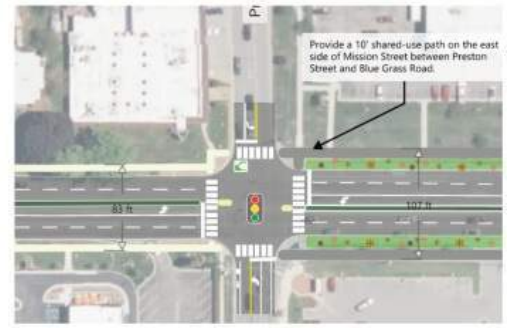 Pr
Provide a 10' shared-use path on the east
side of Mission Street between Preston
Street and Blue Grass Road.
83 ft
107 ft